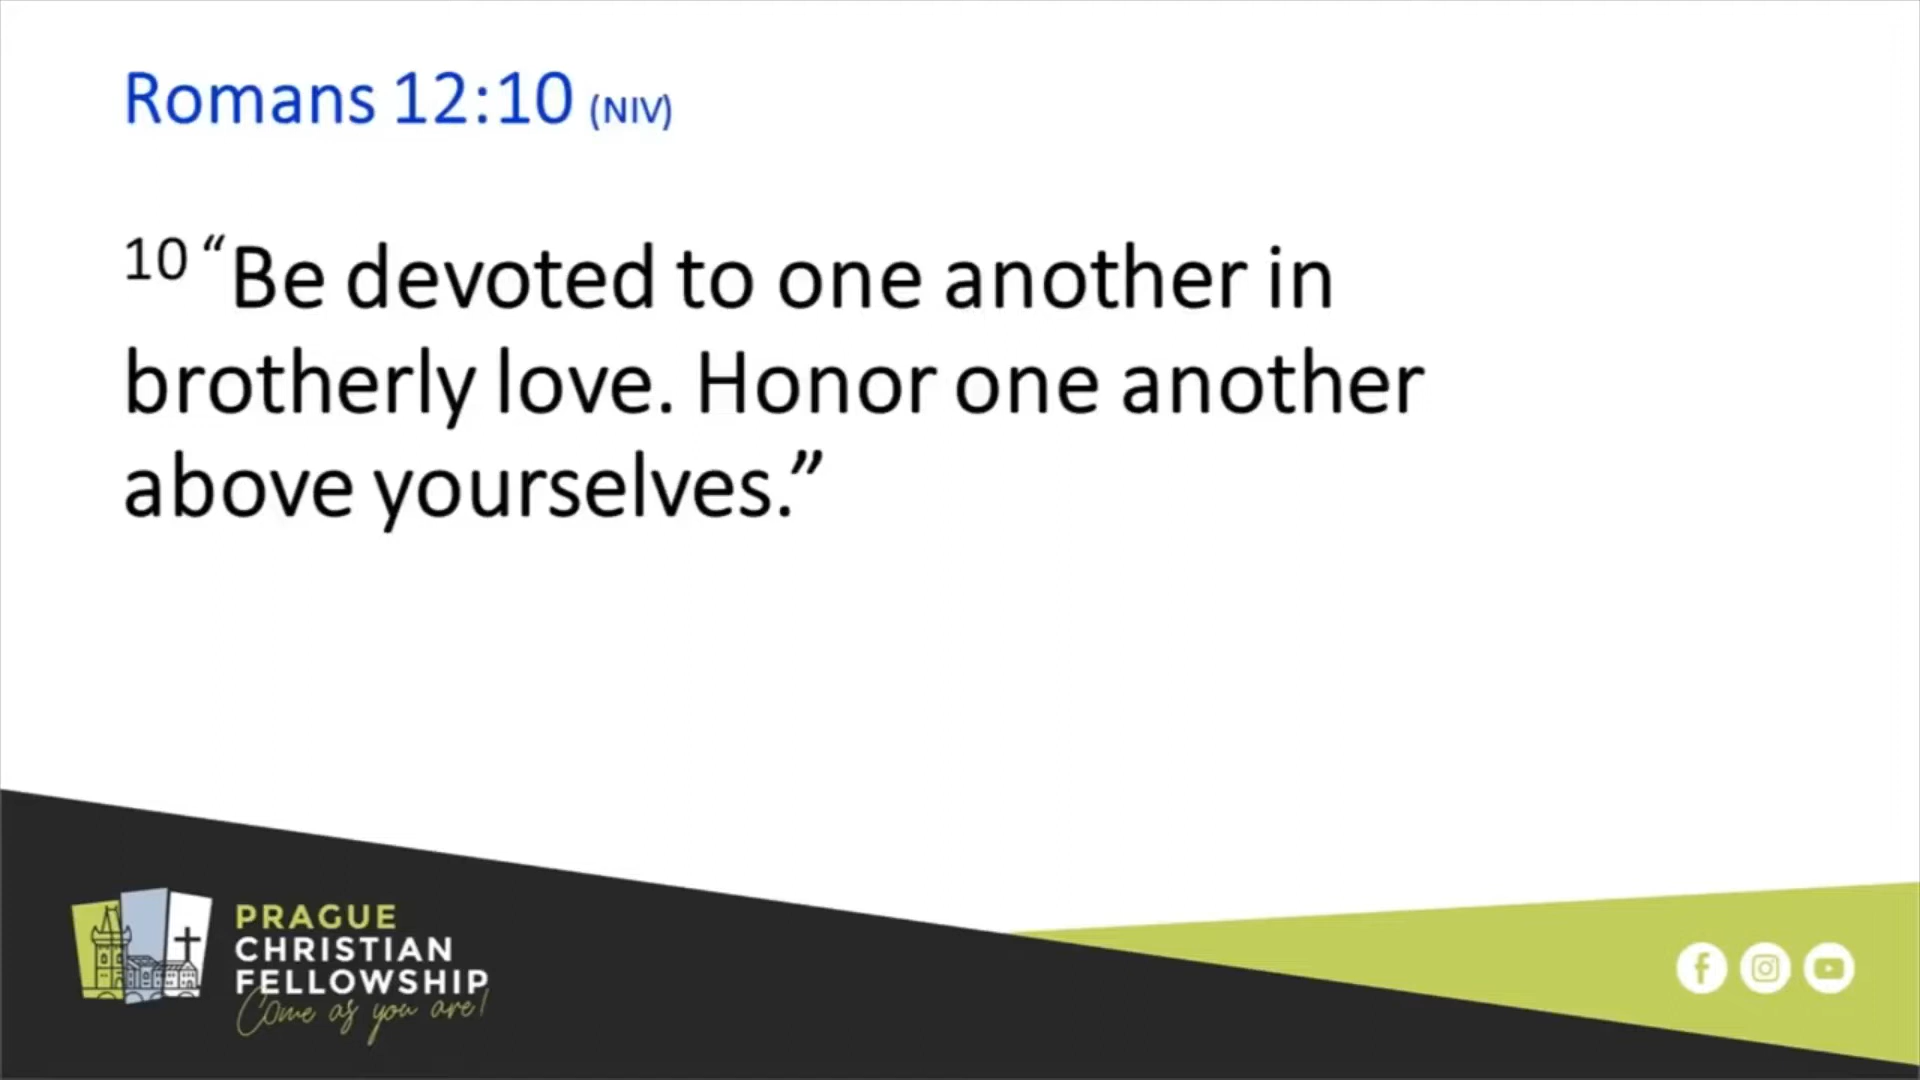 Romans 12:10 (NIV)
10 “Be devoted to one another in
brotherly love. Honor one another
above yourselves.”
PRAGUE
CHRISTIAN
FELLOWSHIP
Come as you are!